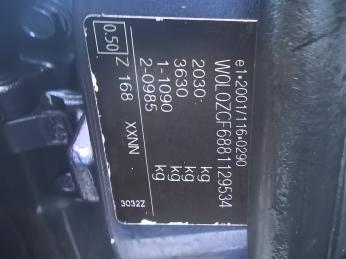 e1*2001/116*0290
W0L0ZCF6881129534
2030 kg
3630 kg
1-1090 kg
2-0985 kg
Z 168 XXNN
0.50
3032Z